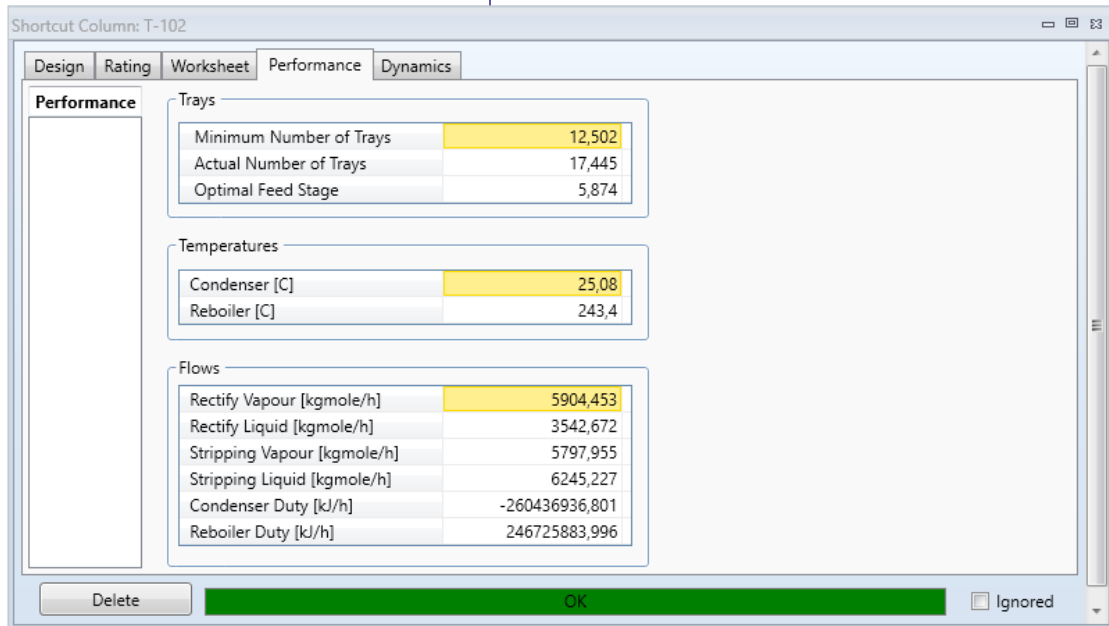 Shortcut Column: T-102
Design Rating Worksheet Performance Dynamics
Performance
Trays
Minimum Number of Trays 12,502
Actual Number of Trays 17,445
Optimal Feed Stage 5,874
Temperatures
Condenser [C] 25,08
Reboiler [C] 243,4
Flows
Rectify Vapour [kgmole/h] 5904,453
Rectify Liquid [kgmole/h] 3542,672
Stripping Vapour [kgmole/h] 5797,955
Stripping Liquid [kgmole/h] 6245,227
Condenser Duty [kJ/h] -260436936,801
Reboiler Duty [kJ/h] 246725883,996
Delete OK Ignored